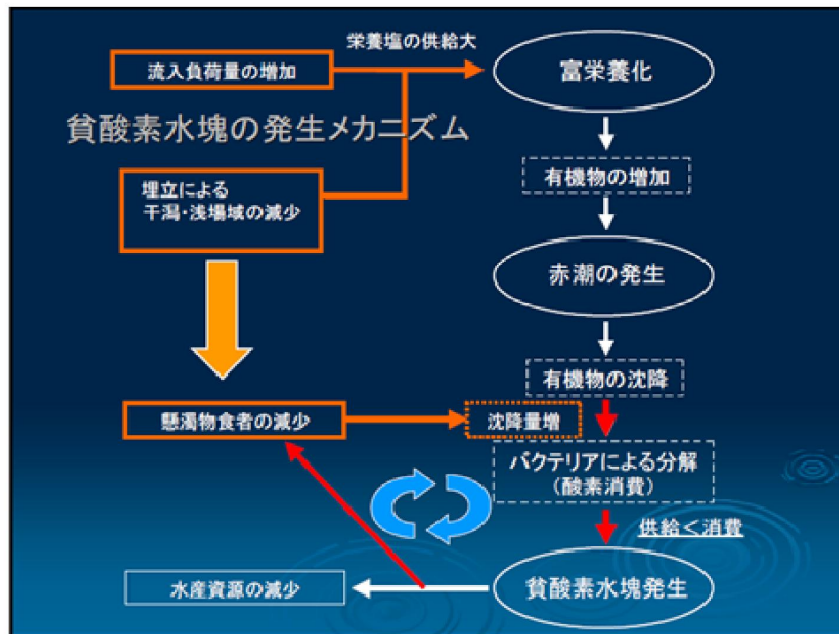 栄養塩の供給大
流入負荷量の増加
富栄養化
貧酸素水塊の発生メカニズム
有機物の増加
埋立による
干潟・浅場域の減少
赤潮の発生
有機物の沈降
懸濁物食者の減少
沈降量増
バクテリアによる分解
（酸素消費）
供給＜消費
水産資源の減少
貧酸素水塊発生